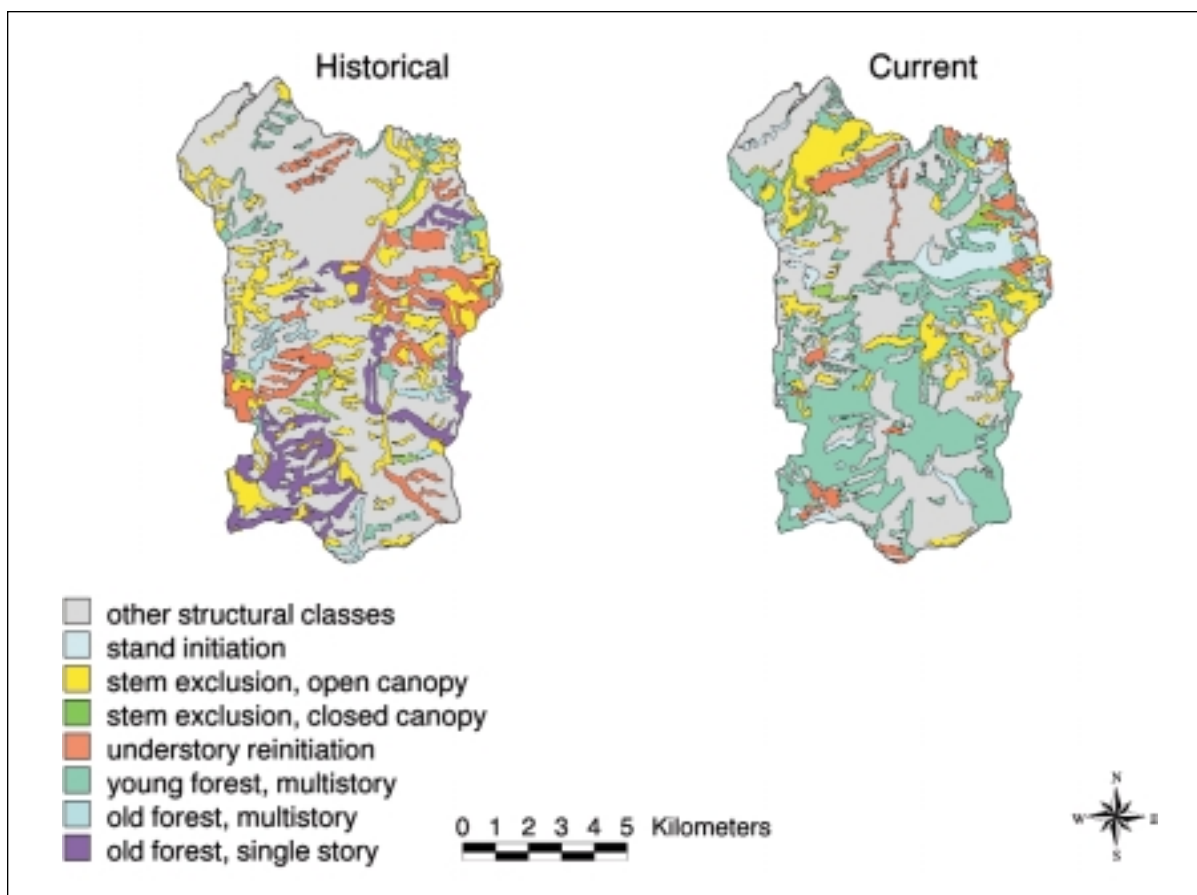 Historical
Current
other structural classes
stand initiation
stem exclusion, open canopy
stem exclusion, closed canopy
understory reinitiation
young forest, multistory
old forest, multistory
old forest, single story
0 1 2 3 4 5 Kilometers
N
W E
S